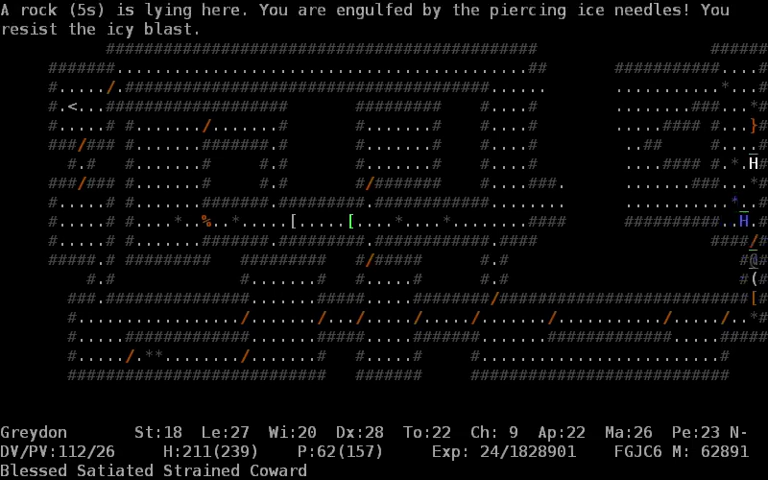 A rock (5s) is lying here. You are engulfed by the piercing ice needles! You
resist the icy blast.
Greydon St:18 Le:27 Wi:20 Dx:28 To:22 Ch: 9 Ap:22 Ma:26 Pe:23 N-
DV/PV:112/26 H:211(239) P:62(157) Exp: 24/1828901 FGJC6 M: 62891
Blessed Satiated Strained Coward